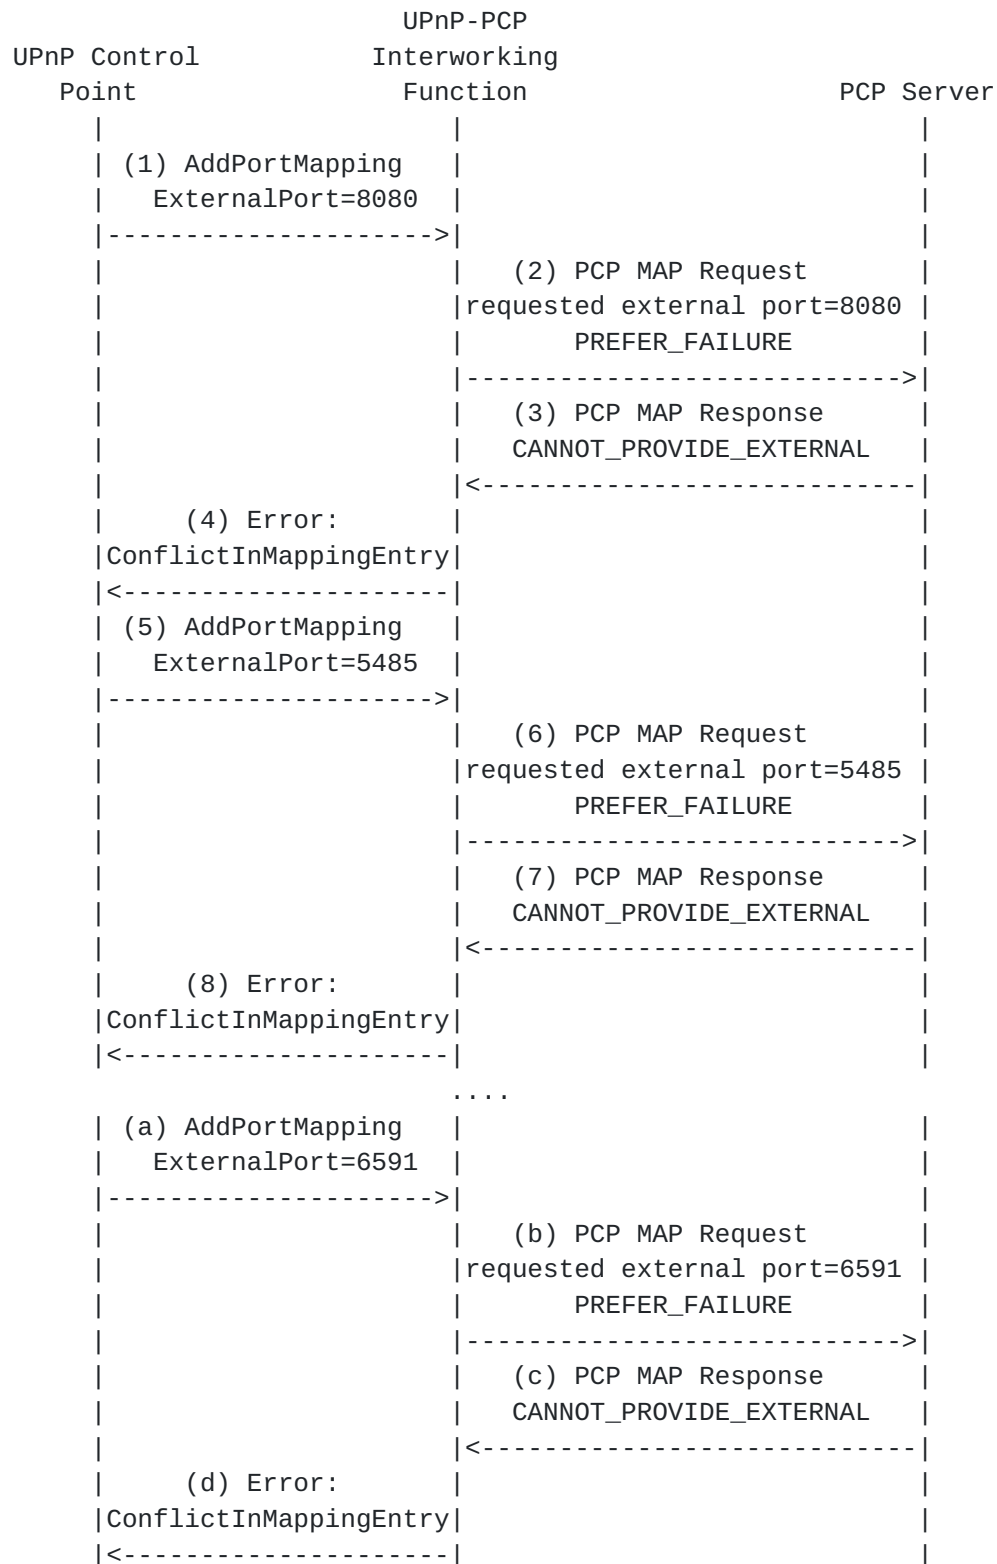 UPnP-PCP
UPnP Control           Interworking
   Point                 Function                    PCP Server
     |                      |                             |
     | (1) AddPortMapping   |                             |
     |   ExternalPort=8080  |                             |
     |--------------------->|                             |
     |                      |   (2) PCP MAP Request       |
     |                      |requested external port=8080 |
     |                      |       PREFER_FAILURE        |
     |                      |---------------------------->|
     |                      |   (3) PCP MAP Response      |
     |                      |   CANNOT_PROVIDE_EXTERNAL   |
     |                      |<----------------------------|
     |     (4) Error:       |                             |
     |ConflictInMappingEntry|                             |
     |<---------------------|                             |
     | (5) AddPortMapping   |                             |
     |   ExternalPort=5485  |                             |
     |--------------------->|                             |
     |                      |   (6) PCP MAP Request       |
     |                      |requested external port=5485 |
     |                      |       PREFER_FAILURE        |
     |                      |---------------------------->|
     |                      |   (7) PCP MAP Response      |
     |                      |   CANNOT_PROVIDE_EXTERNAL   |
     |                      |<----------------------------|
     |     (8) Error:       |                             |
     |ConflictInMappingEntry|                             |
     |<---------------------|                             |
                            ....
     | (a) AddPortMapping   |                             |
     |   ExternalPort=6591  |                             |
     |--------------------->|                             |
     |                      |   (b) PCP MAP Request       |
     |                      |requested external port=6591 |
     |                      |       PREFER_FAILURE        |
     |                      |---------------------------->|
     |                      |   (c) PCP MAP Response      |
     |                      |   CANNOT_PROVIDE_EXTERNAL   |
     |                      |<----------------------------|
     |     (d) Error:       |                             |
     |ConflictInMappingEntry|                             |
     |<---------------------|                             |